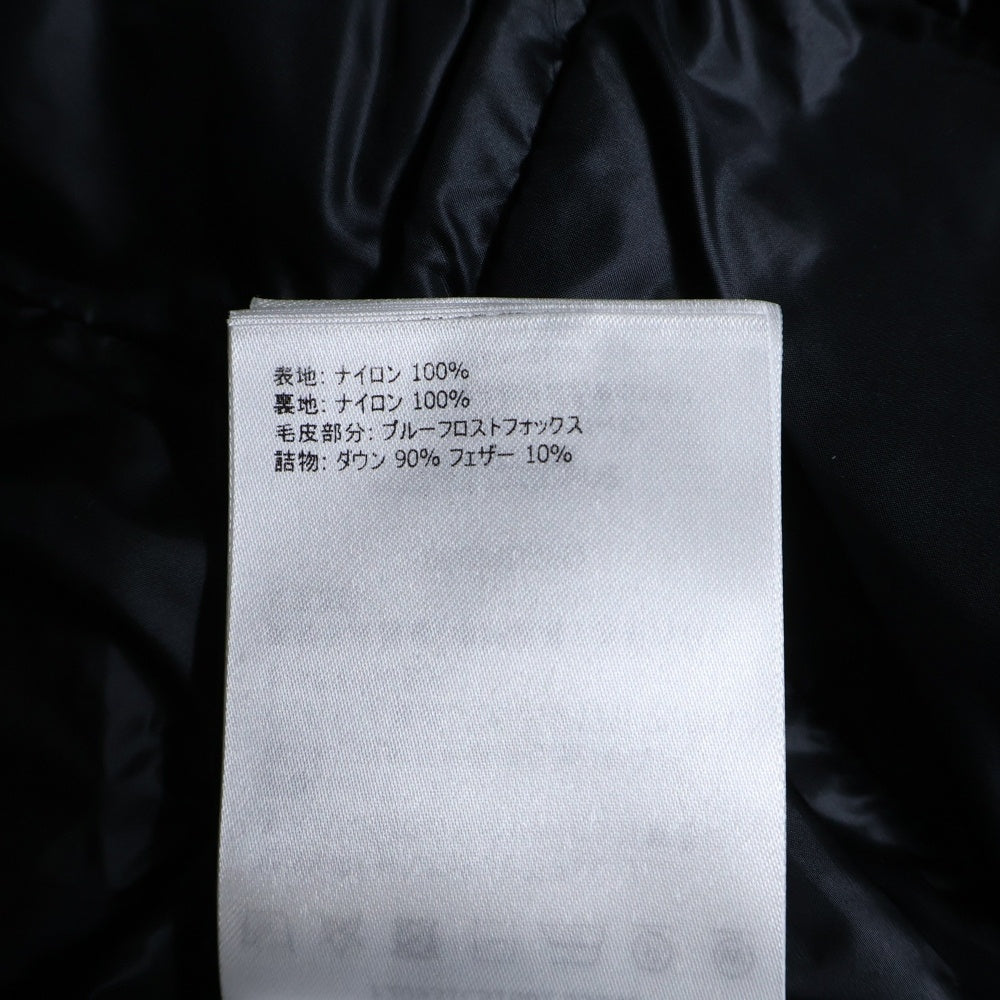 表地: ナイロン 100%
裏地: ナイロン 100%
毛皮部分: ブルーフロストフォックス
詰物: ダウン 90% フェザー 10%